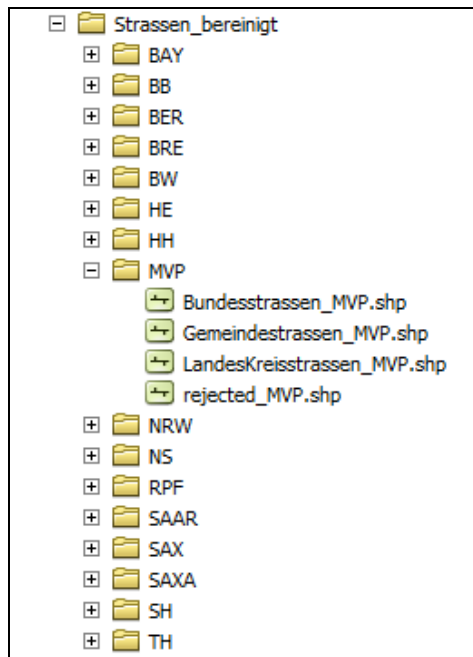 Strassen_bereinigt
BAY
BB
BER
BRE
BW
HE
HH
MVP
Bundesstrassen_MVP.shp
Gemeindestrassen_MVP.shp
LandesKreisstrassen_MVP.shp
rejected_MVP.shp
NRW
NS
RPF
SAAR
SAX
SAXA
SH
TH